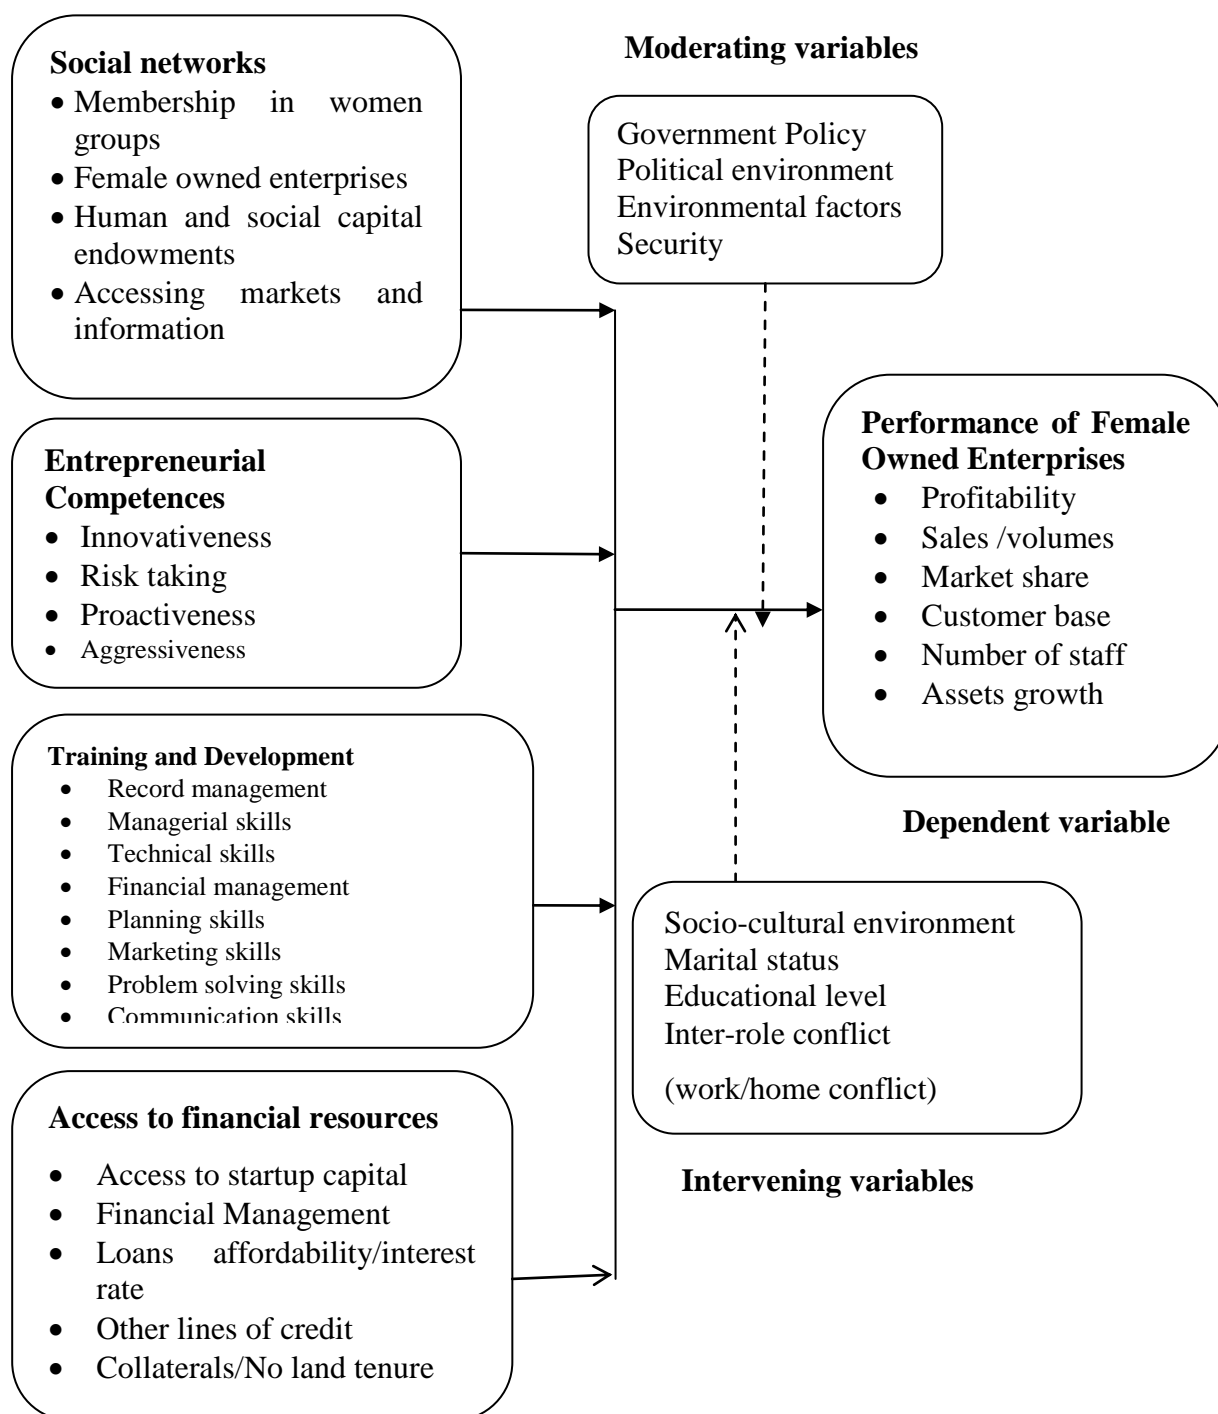 Social networks
• Membership in women
groups
• Female owned enterprises
• Human and social capital
endowments
• Accessing markets and
information
Moderating variables
Government Policy
Political environment
Environmental factors
Security
Entrepreneurial
Competences
• Innovativeness
• Risk taking
• Proactiveness
• Aggressiveness
Performance of Female
Owned Enterprises
• Profitability
• Sales /volumes
• Market share
• Customer base
• Number of staff
• Assets growth
Dependent variable
Training and Development
• Record management
• Managerial skills
• Technical skills
• Financial management
• Planning skills
• Marketing skills
• Problem solving skills
• Communication skills
Socio-cultural environment
Marital status
Educational level
Inter-role conflict
(work/home conflict)
Intervening variables
Access to financial resources
• Access to startup capital
• Financial Management
• Loans affordability/interest
rate
• Other lines of credit
• Collaterals/No land tenure